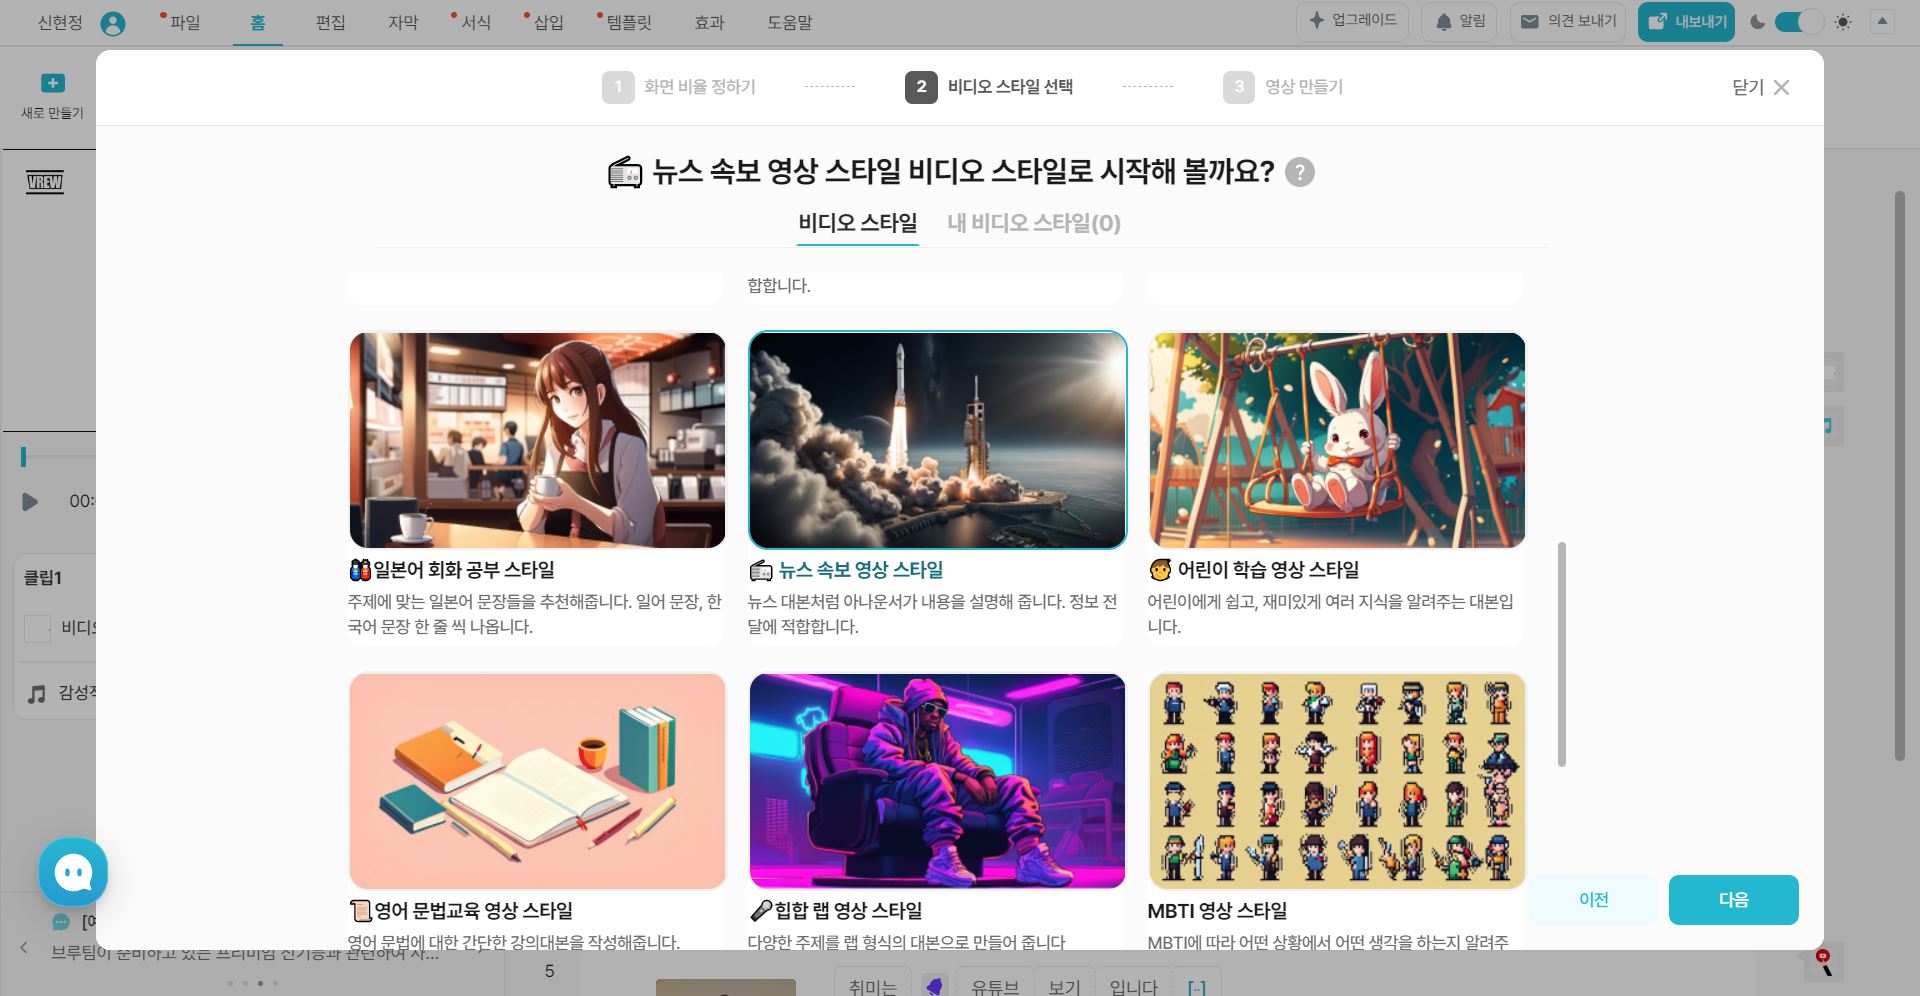 신현정 파일 홈 편집 자막 서식 삽입 템플릿 효과 도움말 업그레이드 알림 의견 보내기 내보내기
새로 만들기
VREW
1 화면 비율 정하기 2 비디오 스타일 선택 3 영상 만들기 닫기
뉴스 속보 영상 스타일 비디오 스타일로 시작해 볼까요? ?
비디오 스타일 내 비디오 스타일(0)
합합니다.
일본어 회화 공부 스타일
주제에 맞는 일본어 문장들을 추천해줍니다. 일어 문장, 한
국어 문장 한 줄 씩 나옵니다.
뉴스 속보 영상 스타일
뉴스 대본처럼 아나운서가 내용을 설명해 줍니다. 정보 전
달에 적합합니다.
어린이 학습 영상 스타일
어린이에게 쉽고, 재미있게 여러 지식을 알려주는 대본입
니다.
00:
클립1
비디
감성
영어 문법교육 영상 스타일
영어 문법에 대한 간단한 강의대본을 작성해줍니다.
힙합 랩 영상 스타일
다양한 주제를 랩 형식의 대본으로 만들어 줍니다
MBTI 영상 스타일
MBTI에 따라 어떤 상황에서 어떤 생각을 하는지 알려주
이전 다음
브루팀이 준비하고 있는 프리미엄 신기능과 관련하여 사...
5
취미는 유튜브 보기 입니다 [··]